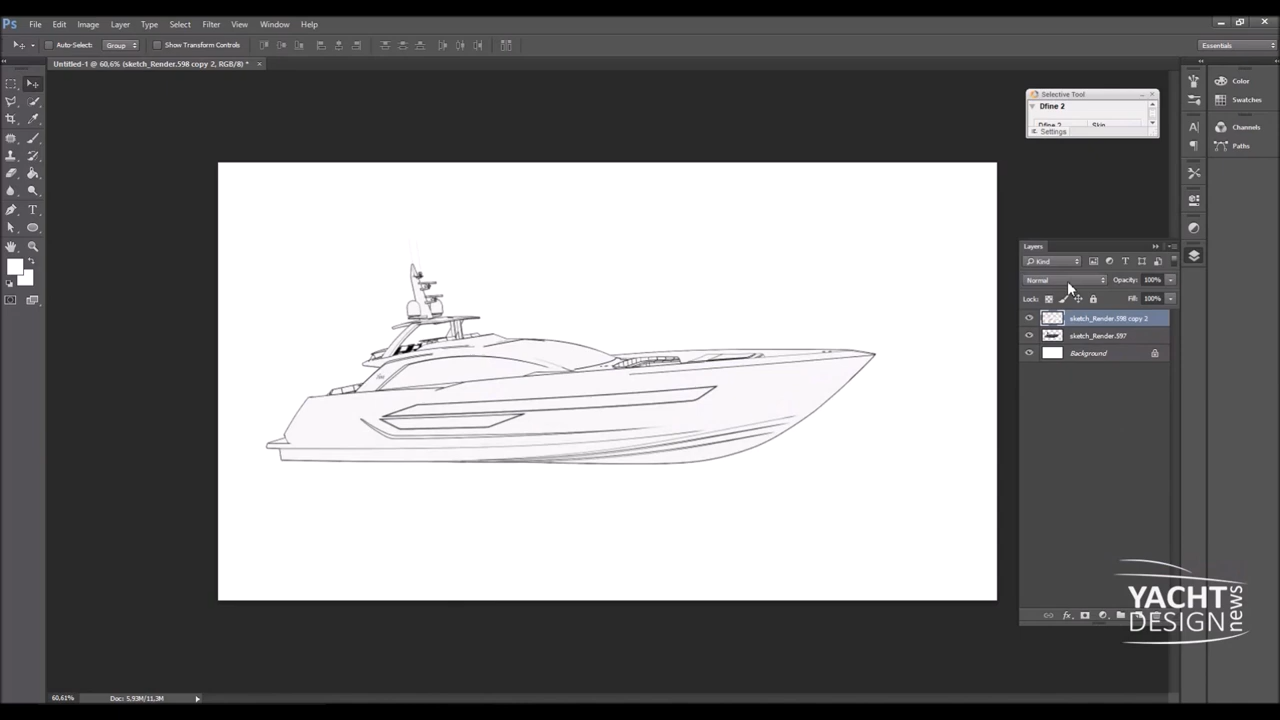 Ps File Edit Image Layer Type Select Filter View Window Help
Auto-Select: Group Show Transform Controls Essentials
Untitled-1 @ 60,6% (sketch_Render.598 copy 2, RGB/8) * ×
Selective Tool
Dfine 2
Dfine 2 Skin
Settings
Color
Swatches
Channels
Paths
Layers
Kind
Normal Opacity: 100%
Lock: Fill: 100%
sketch_Render.598 copy 2
sketch_Render.597
Background
YACHT
DESIGN
news
60,61% Doc: 5,93M/11,3M